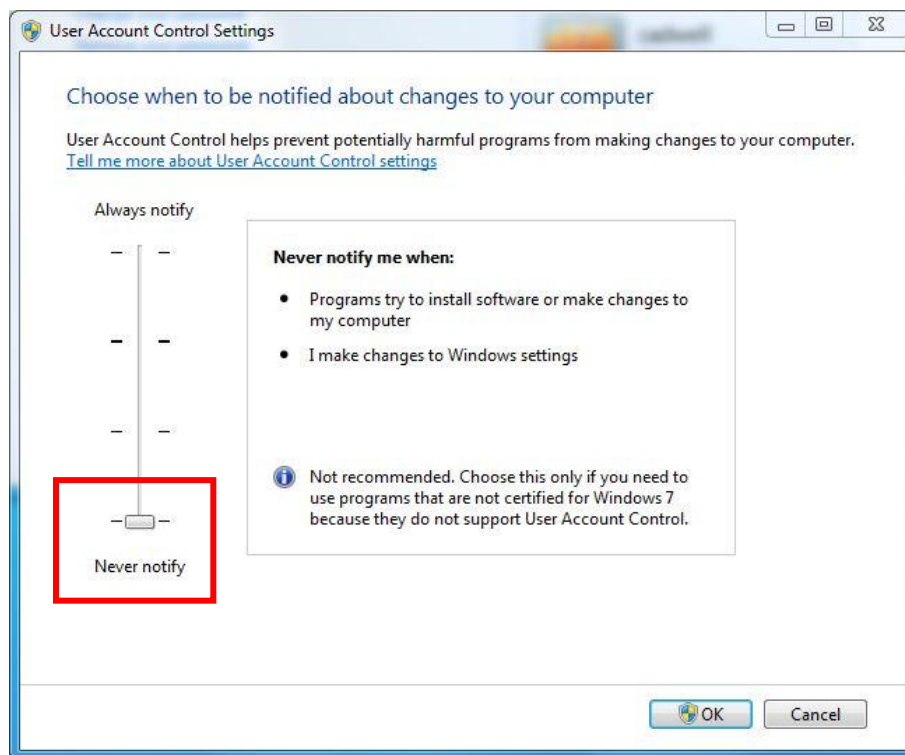 User Account Control Settings
Choose when to be notified about changes to your computer
User Account Control helps prevent potentially harmful programs from making changes to your computer.
Tell me more about User Account Control settings
Always notify
Never notify me when:
Programs try to install software or make changes to
my computer
I make changes to Windows settings
Not recommended. Choose this only if you need to
use programs that are not certified for Windows 7
because they do not support User Account Control.
Never notify
OK
Cancel